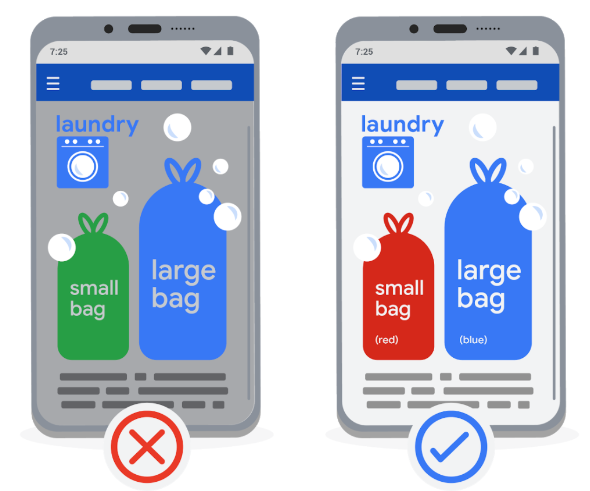 7:25
laundry
small
bag
large
bag
7:25
laundry
small
bag
(red)
large
bag
(blue)